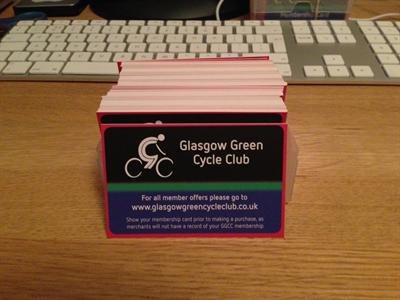 Glasgow Green
Cycle Club
For all member offers please go to
www.glasgowgreencycleclub.co.uk
Show your membership card prior to making a purchase, as
merchants will not have a record of your GGCC membership